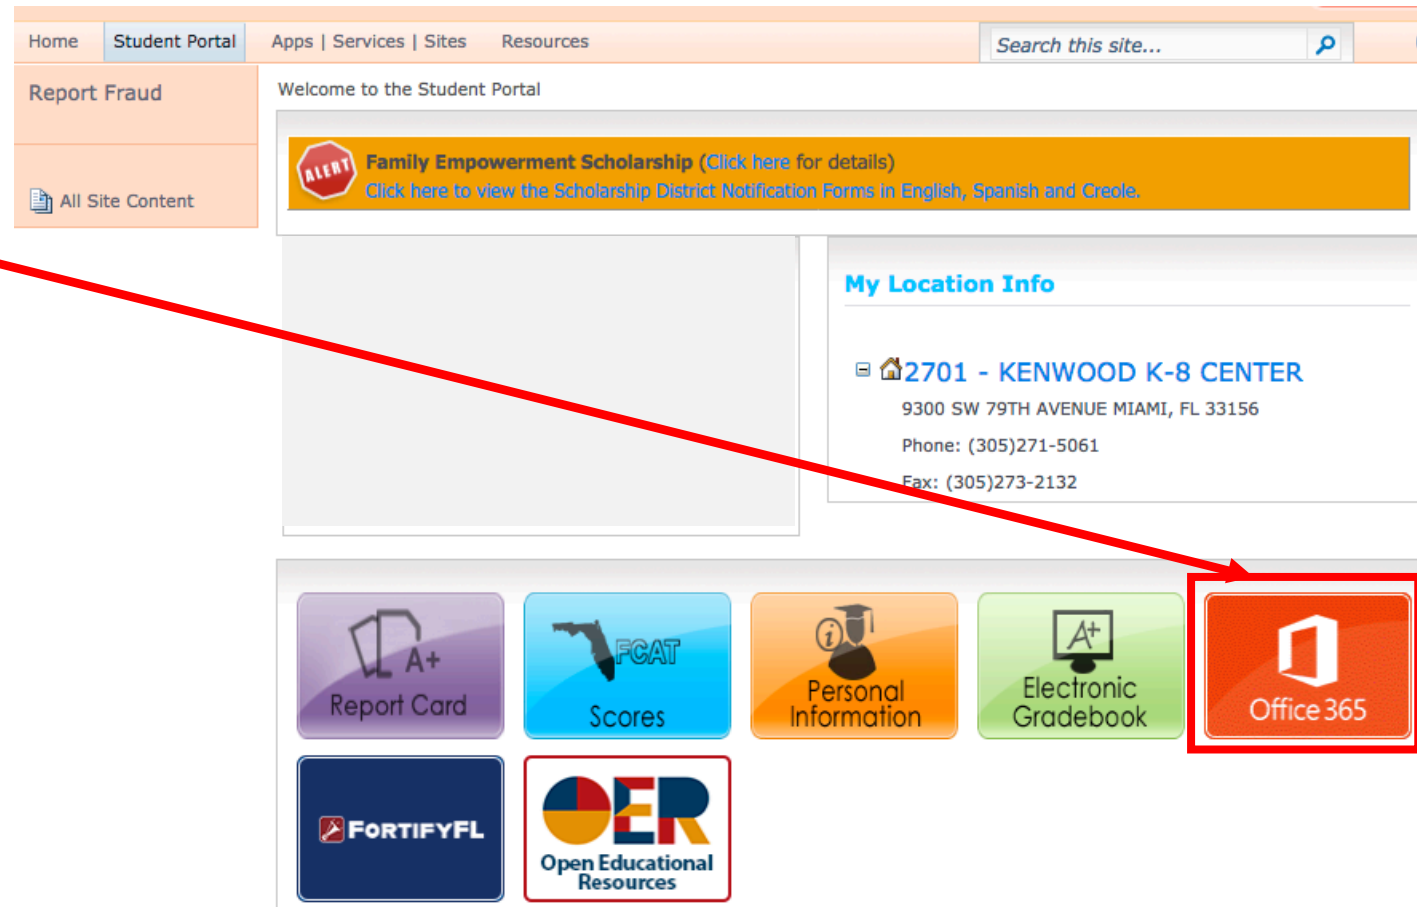 Home Student Portal Apps | Services | Sites Resources Search this site...
Report Fraud
All Site Content
Welcome to the Student Portal
ALERT
Family Empowerment Scholarship (Click here for details)
Click here to view the Scholarship District Notification Forms in English, Spanish and Creole.
My Location Info
2701 - KENWOOD K-8 CENTER
9300 SW 79TH AVENUE MIAMI, FL 33156
Phone: (305)271-5061
Fax: (305)273-2132
A+
Report Card
FCAT
Scores
i
Personal
Information
A+
Electronic
Gradebook
Office 365
FORTIFYFL
OER
Open Educational
Resources